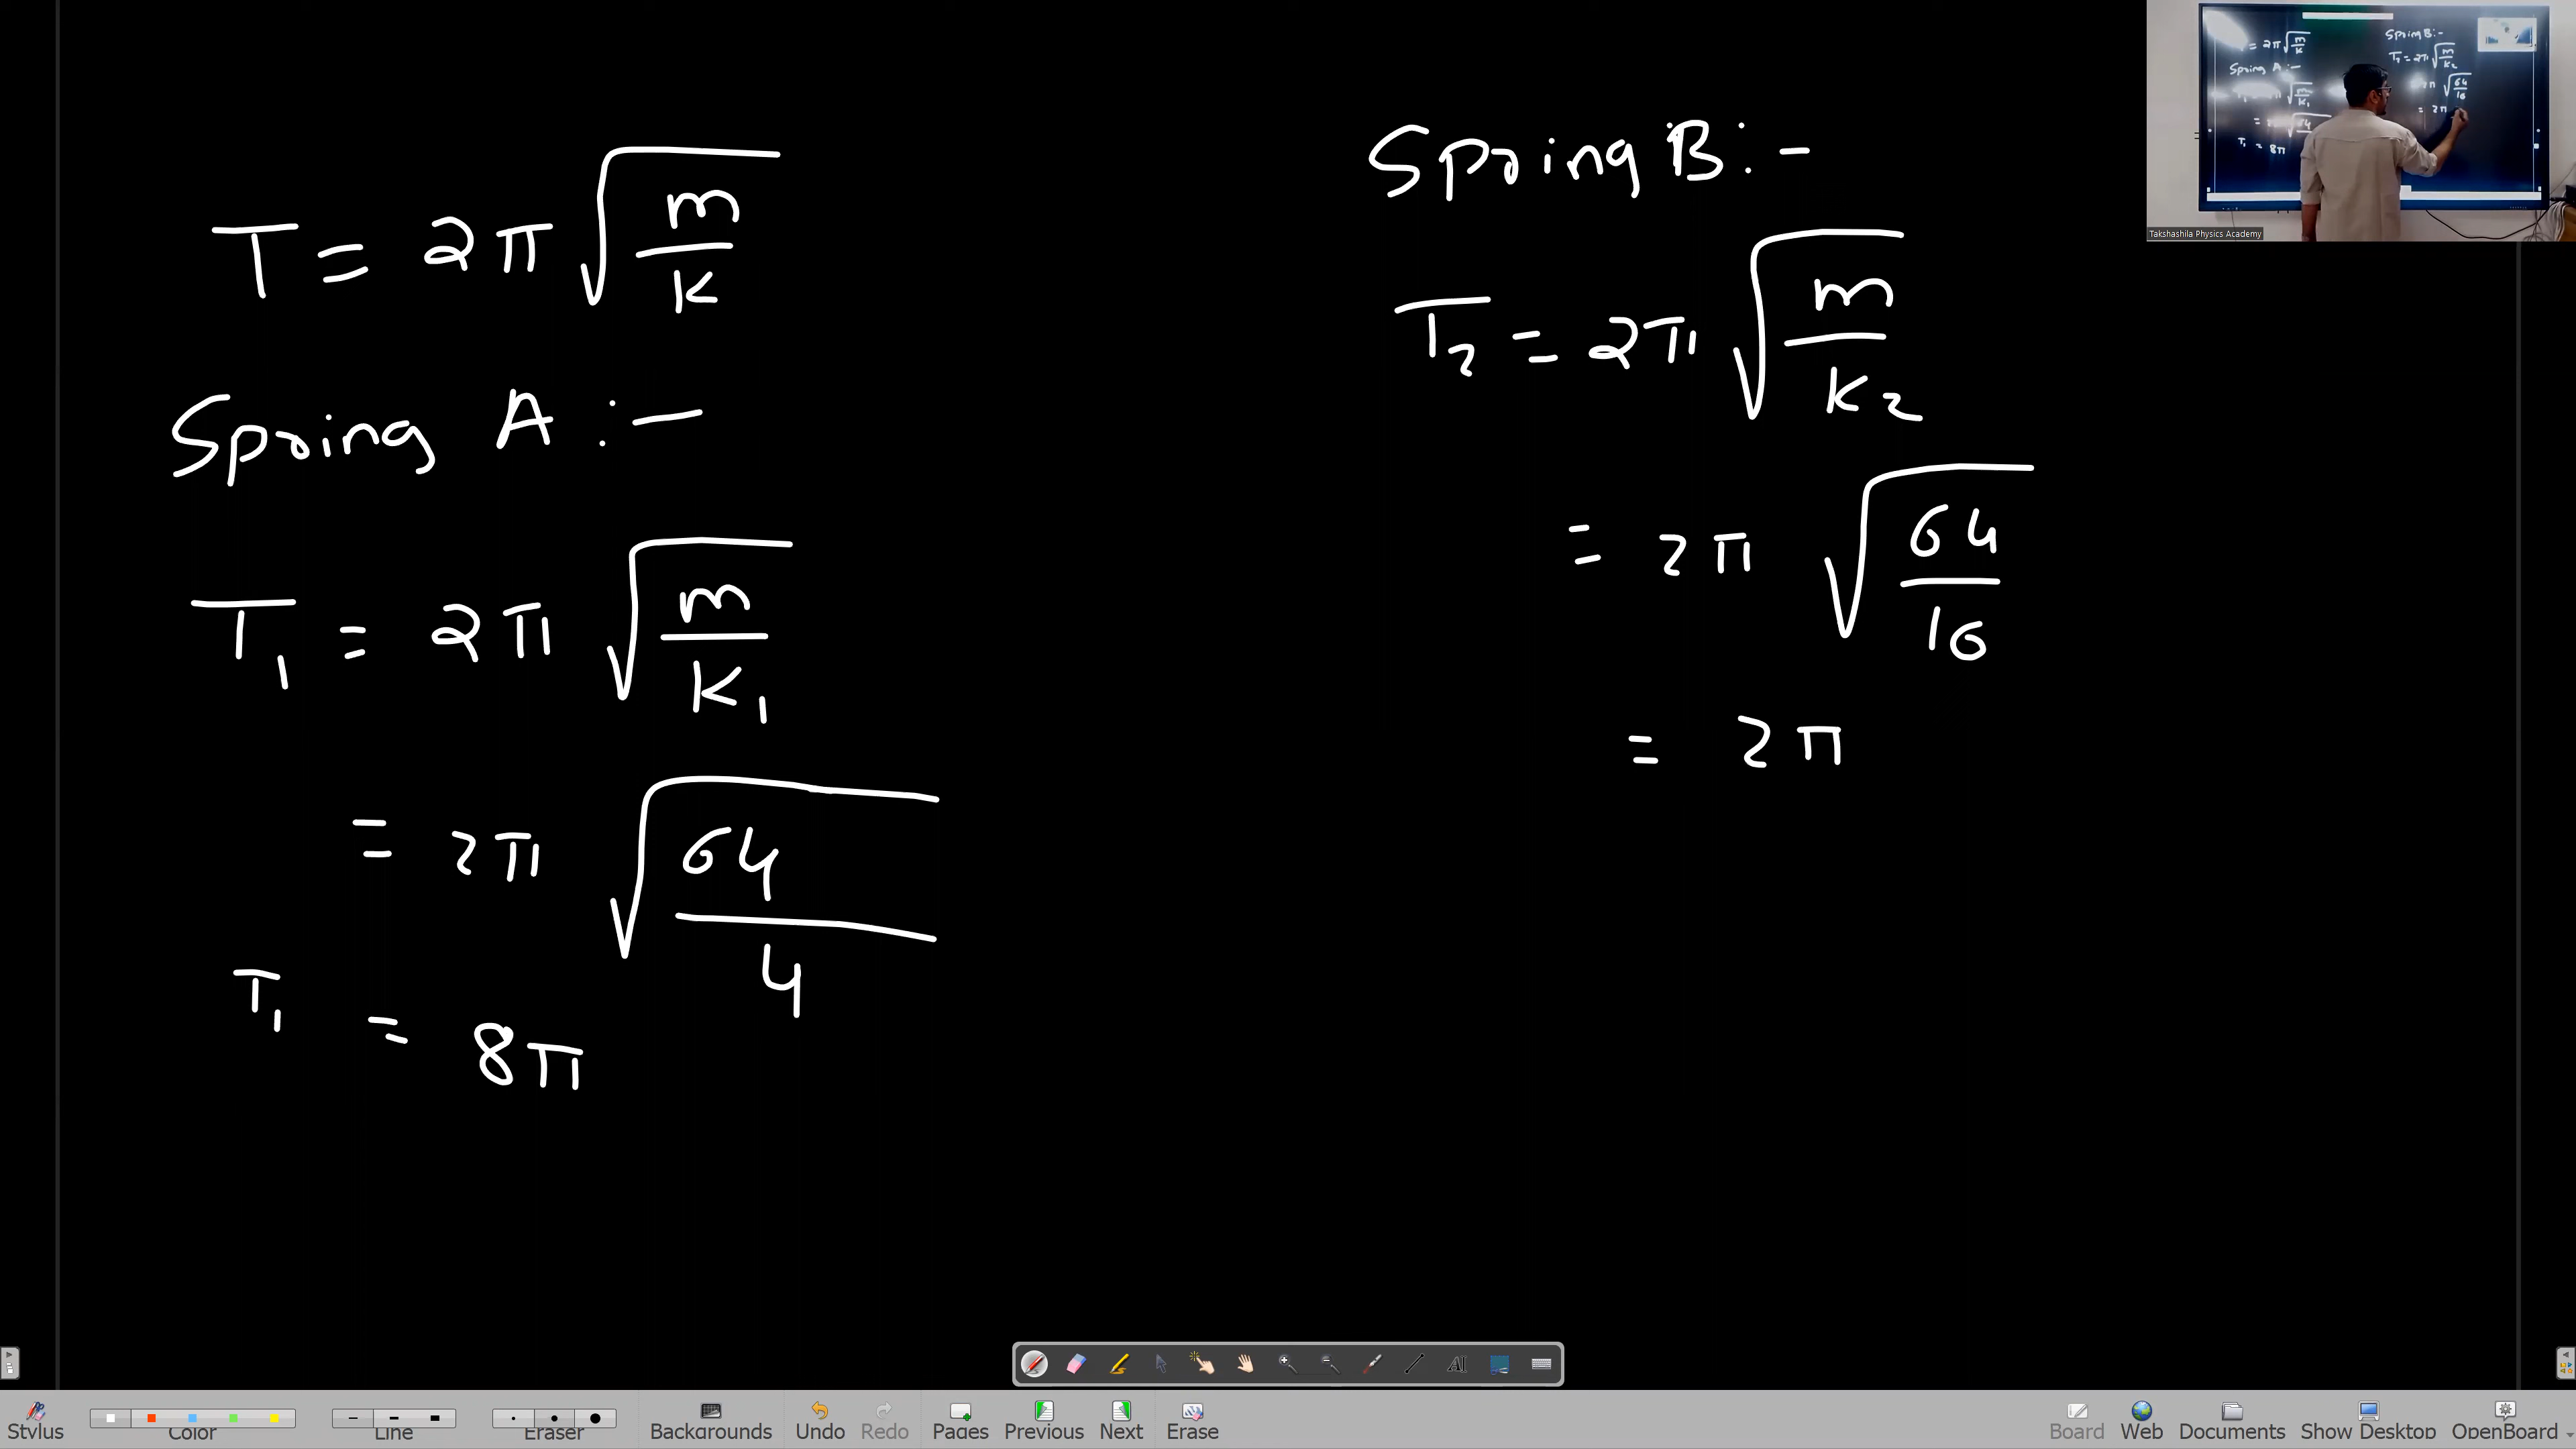 T = 2π √(m/K)
Spring A :-
T₁ = 2π √(m/K₁)
= 2π √(64/4)
T₁ = 8π
Spring B :-
T₂ = 2π √(m/K₂)
= 2π √(64/16)
= 2π
Takshashila Physics Academy
Stylus Color Line Eraser Backgrounds Undo Redo Pages Previous Next Erase Board Web Documents Show Desktop OpenBoard